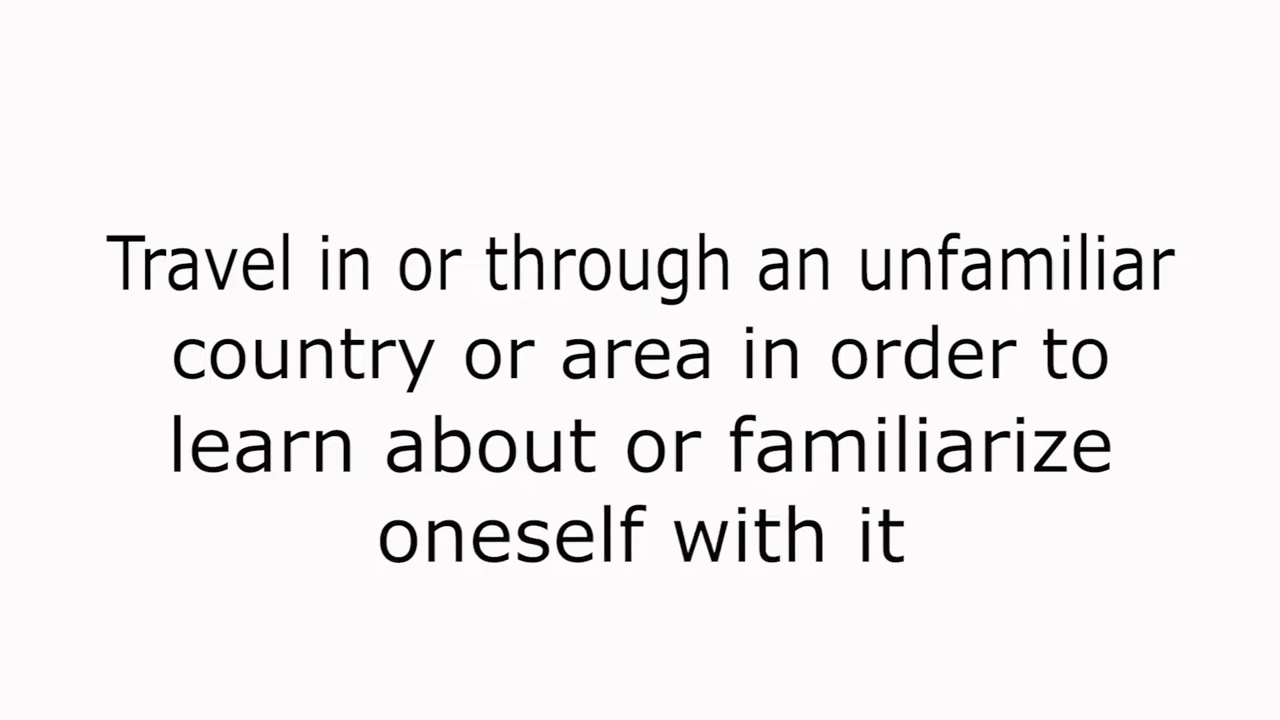 Travel in or through an unfamiliar
country or area in order to
learn about or familiarize
oneself with it